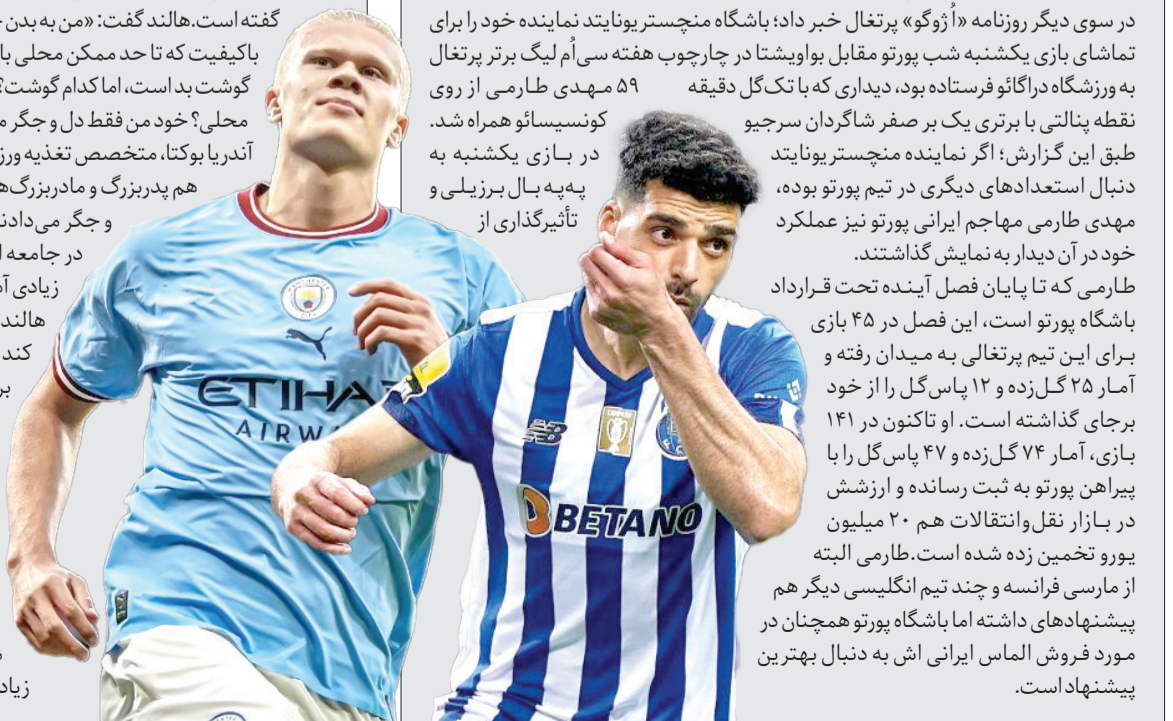 در سوی دیگر روزنامه «اُ ژوگو» پرتغال خبر داد؛ باشگاه منچستر یونایتد نماینده خود را برای
تماشای بازی یکشنبه شب پورتو مقابل بواویشتا در چارچوب هفته سی‌اُم لیگ برتر پرتغال
به ورزشگاه دراگائو فرستاده بود، دیداری که با تک‌گل دقیقه ۵۹ مهدی طارمی از روی
نقطه پنالتی با برتری یک بر صفر شاگردان سرجیو کونسیسائو همراه شد.
طبق این گزارش؛ اگر نماینده منچستر یونایتد در بازی یکشنبه به
دنبال استعدادهای دیگری در تیم پورتو بوده، په‌په بال برزیلی و
مهدی طارمی مهاجم ایرانی پورتو نیز عملکرد تأثیرگذاری از
خود در آن دیدار به نمایش گذاشتند.
طارمی که تا پایان فصل آینده تحت قرارداد
باشگاه پورتو است، این فصل در ۴۵ بازی
برای این تیم پرتغالی به میدان رفته و
آمار ۲۵ گل‌زده و ۱۲ پاس‌گل را از خود
برجای گذاشته است. او تاکنون در ۱۴۱
بازی، آمار ۷۴ گل‌زده و ۴۷ پاس‌گل را با
پیراهن پورتو به ثبت رسانده و ارزشش
در بازار نقل‌وانتقالات هم ۲۰ میلیون
یورو تخمین زده شده است.طارمی البته
از مارسی فرانسه و چند تیم انگلیسی دیگر هم
پیشنهادهای داشته اما باشگاه پورتو همچنان در
مورد فروش الماس ایرانی اش به دنبال بهترین
پیشنهاد است.
گفته است.هالند گفت: «من به بدن
باکیفیت که تا حد ممکن محلی با
گوشت بد است، اما کدام گوشت؟
محلی؟ خود من فقط دل و جگر م
آندریا بوکتا، متخصص تغذیه ورز
هم پدربزرگ و مادربزرگ‌ه
و جگر می‌دادند
در جامعه
زیادی آ
هالند
کند
بر
زیاد
MANCHESTER
CITY
ETIHA
AIRWA
NB
BETANO